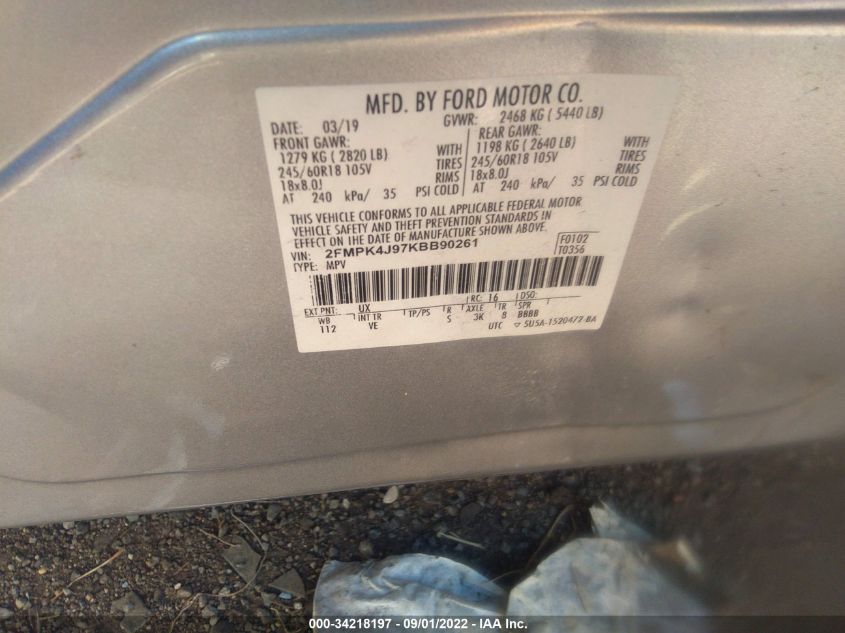 MFD. BY FORD MOTOR CO.
DATE: 03/19 GVWR: 2468 KG ( 5440 LB)
FRONT GAWR: REAR GAWR:
1279 KG ( 2820 LB) WITH 1198 KG ( 2640 LB) WITH
245/60R18 105V TIRES 245/60R18 105V TIRES
18x8.0J RIMS 18x8.0J RIMS
AT 240 kPa/ 35 PSI COLD AT 240 kPa/ 35 PSI COLD
THIS VEHICLE CONFORMS TO ALL APPLICABLE FEDERAL MOTOR
VEHICLE SAFETY AND THEFT PREVENTION STANDARDS IN
EFFECT ON THE DATE OF MANUFACTURE SHOWN ABOVE.
VIN: 2FMPK4J97KBB90261 F0102
TYPE: MPV T0356
EXT PNT: UX RC: 16 DSO:
WB INT TR TP/PS R AXLE TR SPR
112 VE S 3K 8 BBBB
UTC ▽ 5U5A-1520472-BA
000-34218197 - 09/01/2022 - IAA Inc.